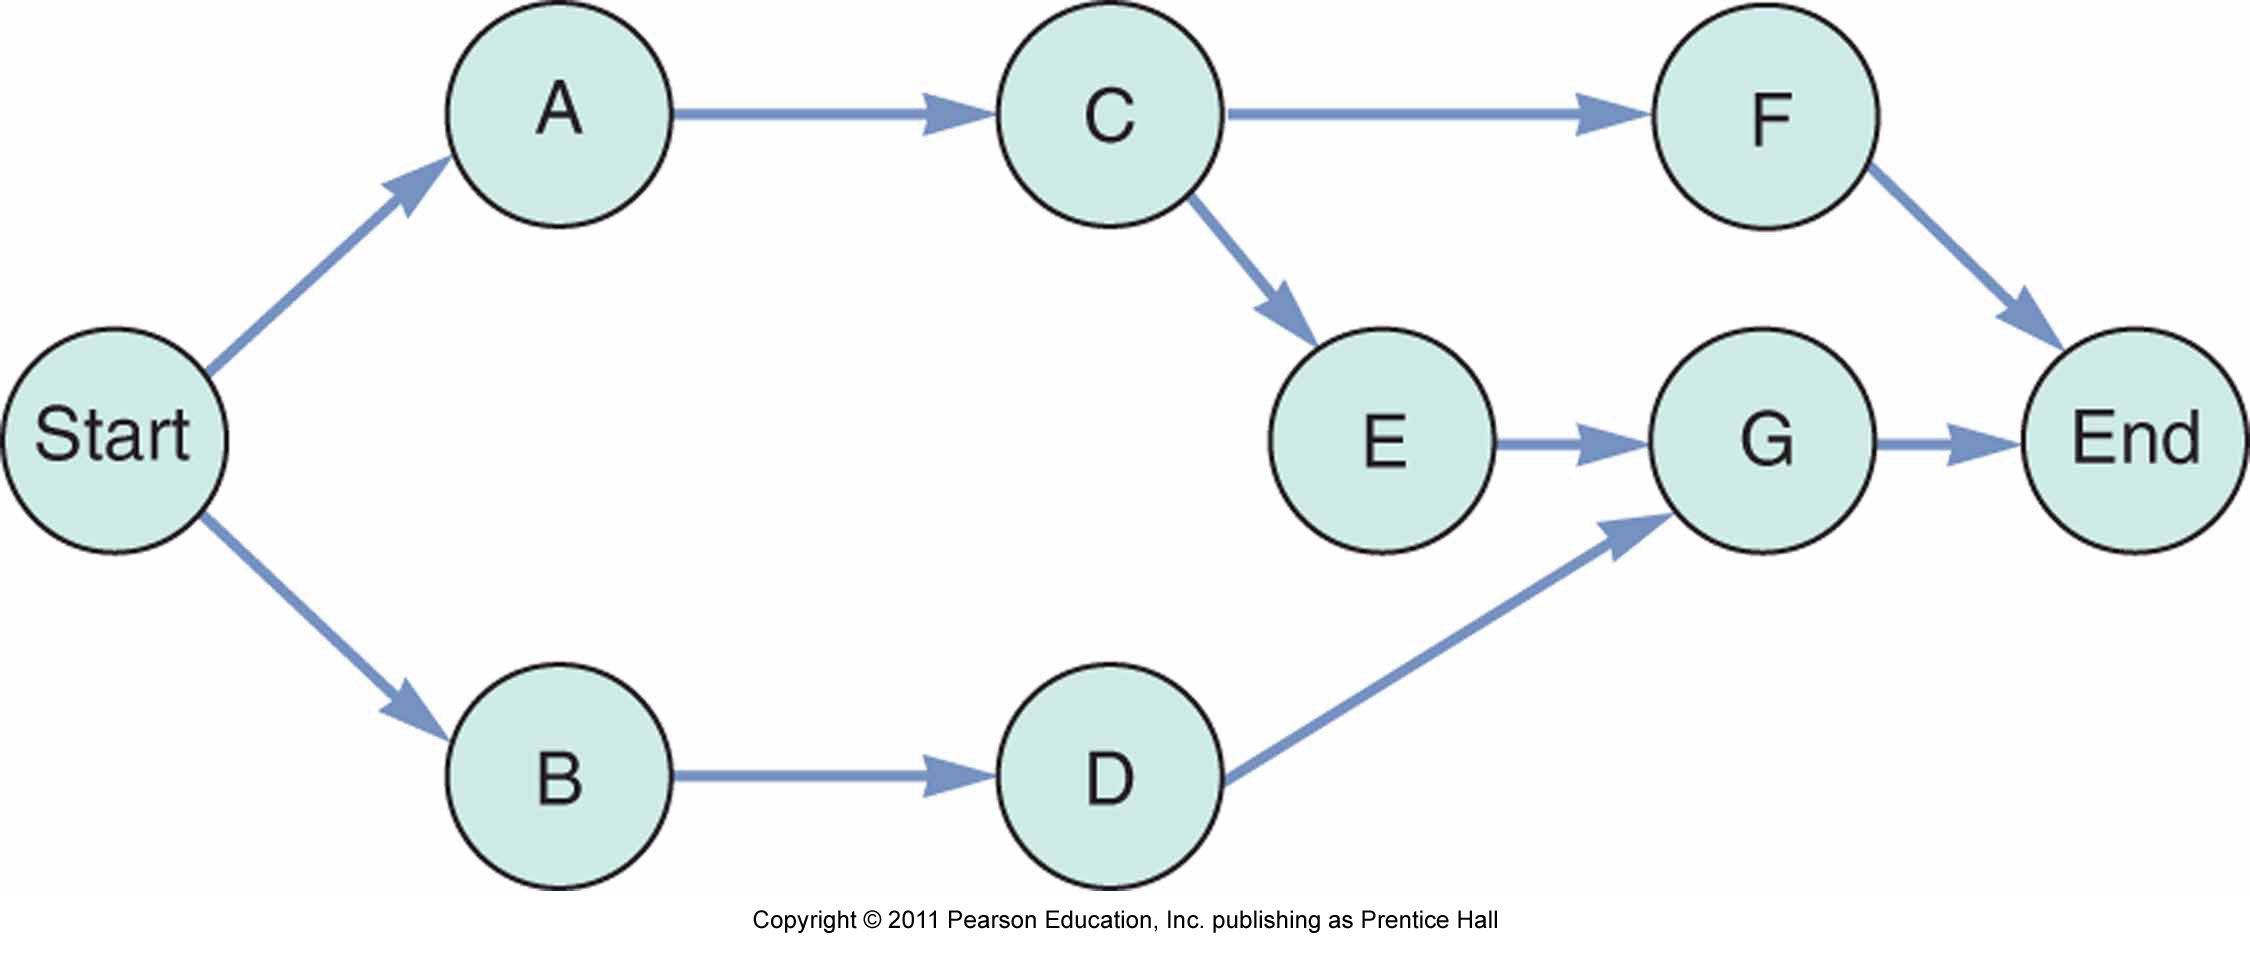 A
C
F
Start
E
G
End
B
D
Copyright © 2011 Pearson Education, Inc. publishing as Prentice Hall